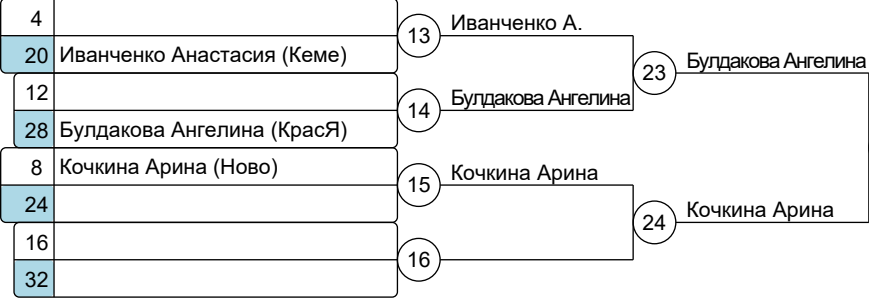 4
20 Иванченко Анастасия (Кеме)
12
28 Булдакова Ангелина (КрасЯ)
8 Кочкина Арина (Ново)
24
16
32
13
Иванченко А.
14
Булдакова Ангелина
15
Кочкина Арина
16
23
Булдакова Ангелина
24
Кочкина Арина